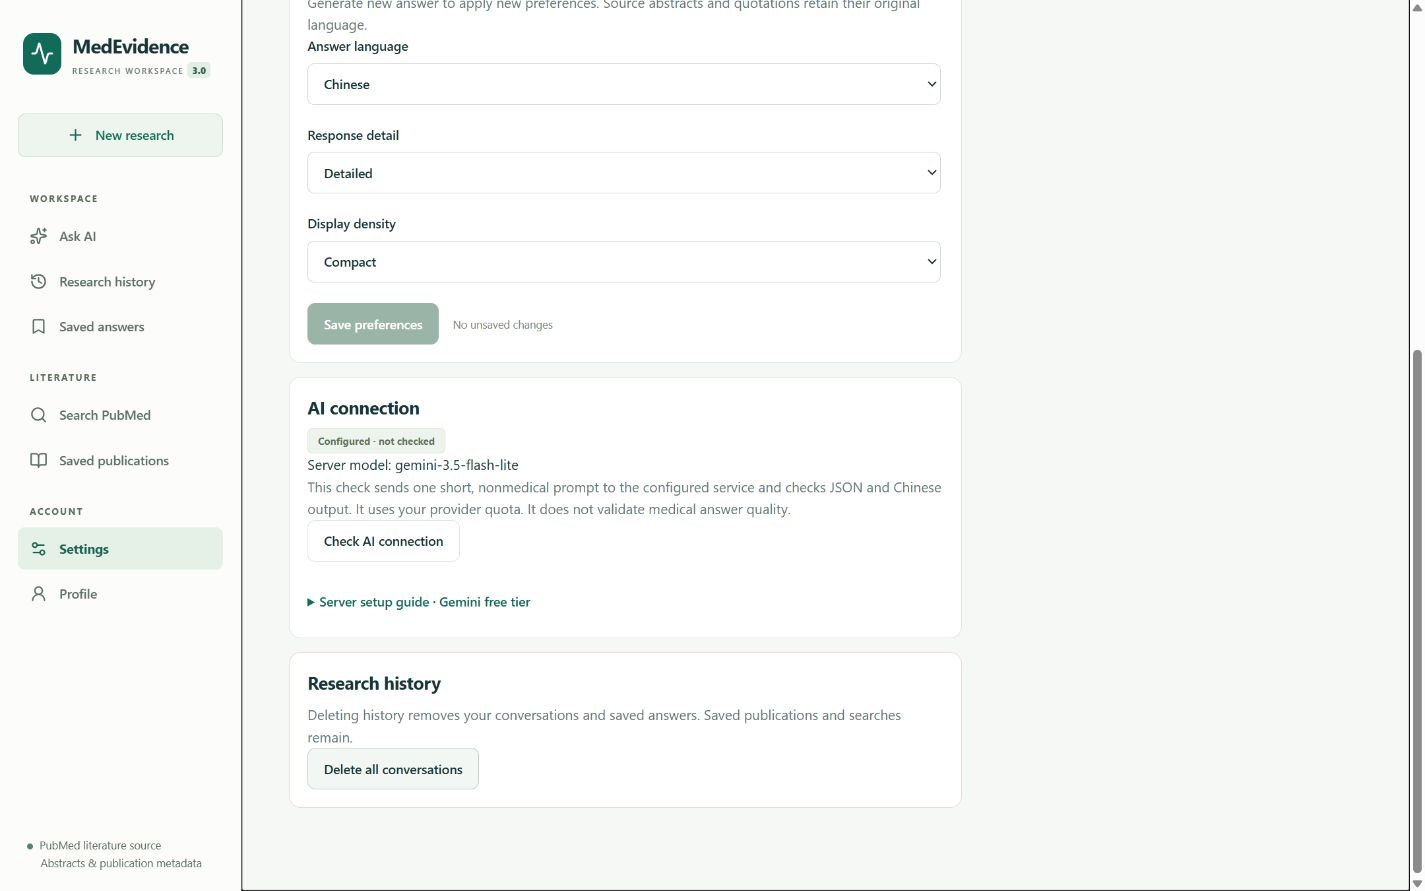 MedEvidence
RESEARCH WORKSPACE 3.0
New research
WORKSPACE
Ask AI
Research history
Saved answers
LITERATURE
Search PubMed
Saved publications
ACCOUNT
Settings
Profile
PubMed literature source
Abstracts & publication metadata
Generate new answer to apply new preferences. Source abstracts and quotations retain their original
language.
Answer language
Chinese
Response detail
Detailed
Display density
Compact
Save preferences
No unsaved changes
AI connection
Configured · not checked
Server model: gemini-3.5-flash-lite
This check sends one short, nonmedical prompt to the configured service and checks JSON and Chinese
output. It uses your provider quota. It does not validate medical answer quality.
Check AI connection
Server setup guide · Gemini free tier
Research history
Deleting history removes your conversations and saved answers. Saved publications and searches
remain.
Delete all conversations